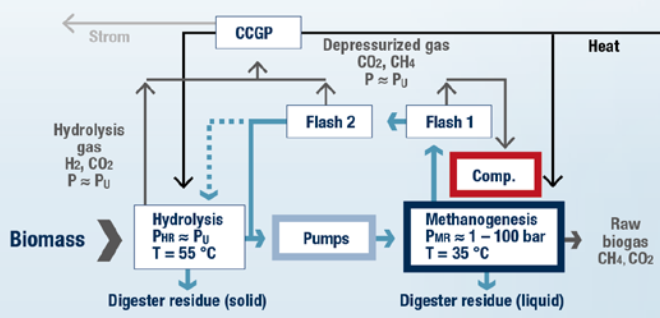 Strom
CCGP
Heat
Depressurized gas
CO2, CH4
P ≈ PU
Hydrolysis
gas
H2, CO2
P ≈ PU
Flash 2
Flash 1
Comp.
Biomass
Hydrolysis
PHR ≈ PU
T = 55 °C
Pumps
Methanogenesis
PMR ≈ 1 – 100 bar
T = 35 °C
Raw
biogas
CH4, CO2
Digester residue (solid)
Digester residue (liquid)